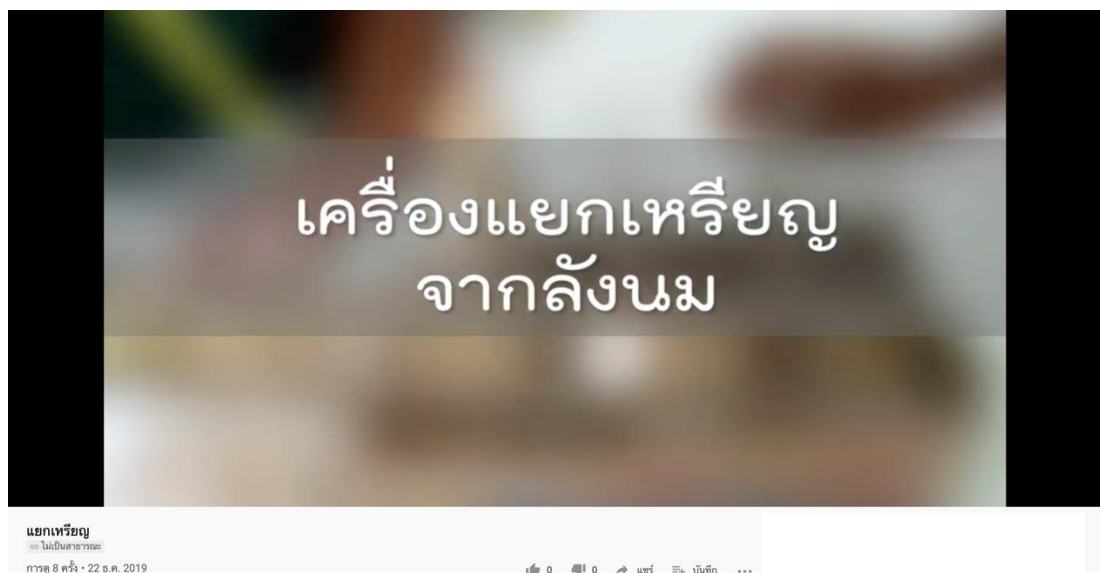 เครื่องแยกเหรียญ
จากลังนม
แยกเหรียญ
ไม่เป็นสาธารณะ
การดู 8 ครั้ง • 22 ธ.ค. 2019
0 0 แชร์ บันทึก